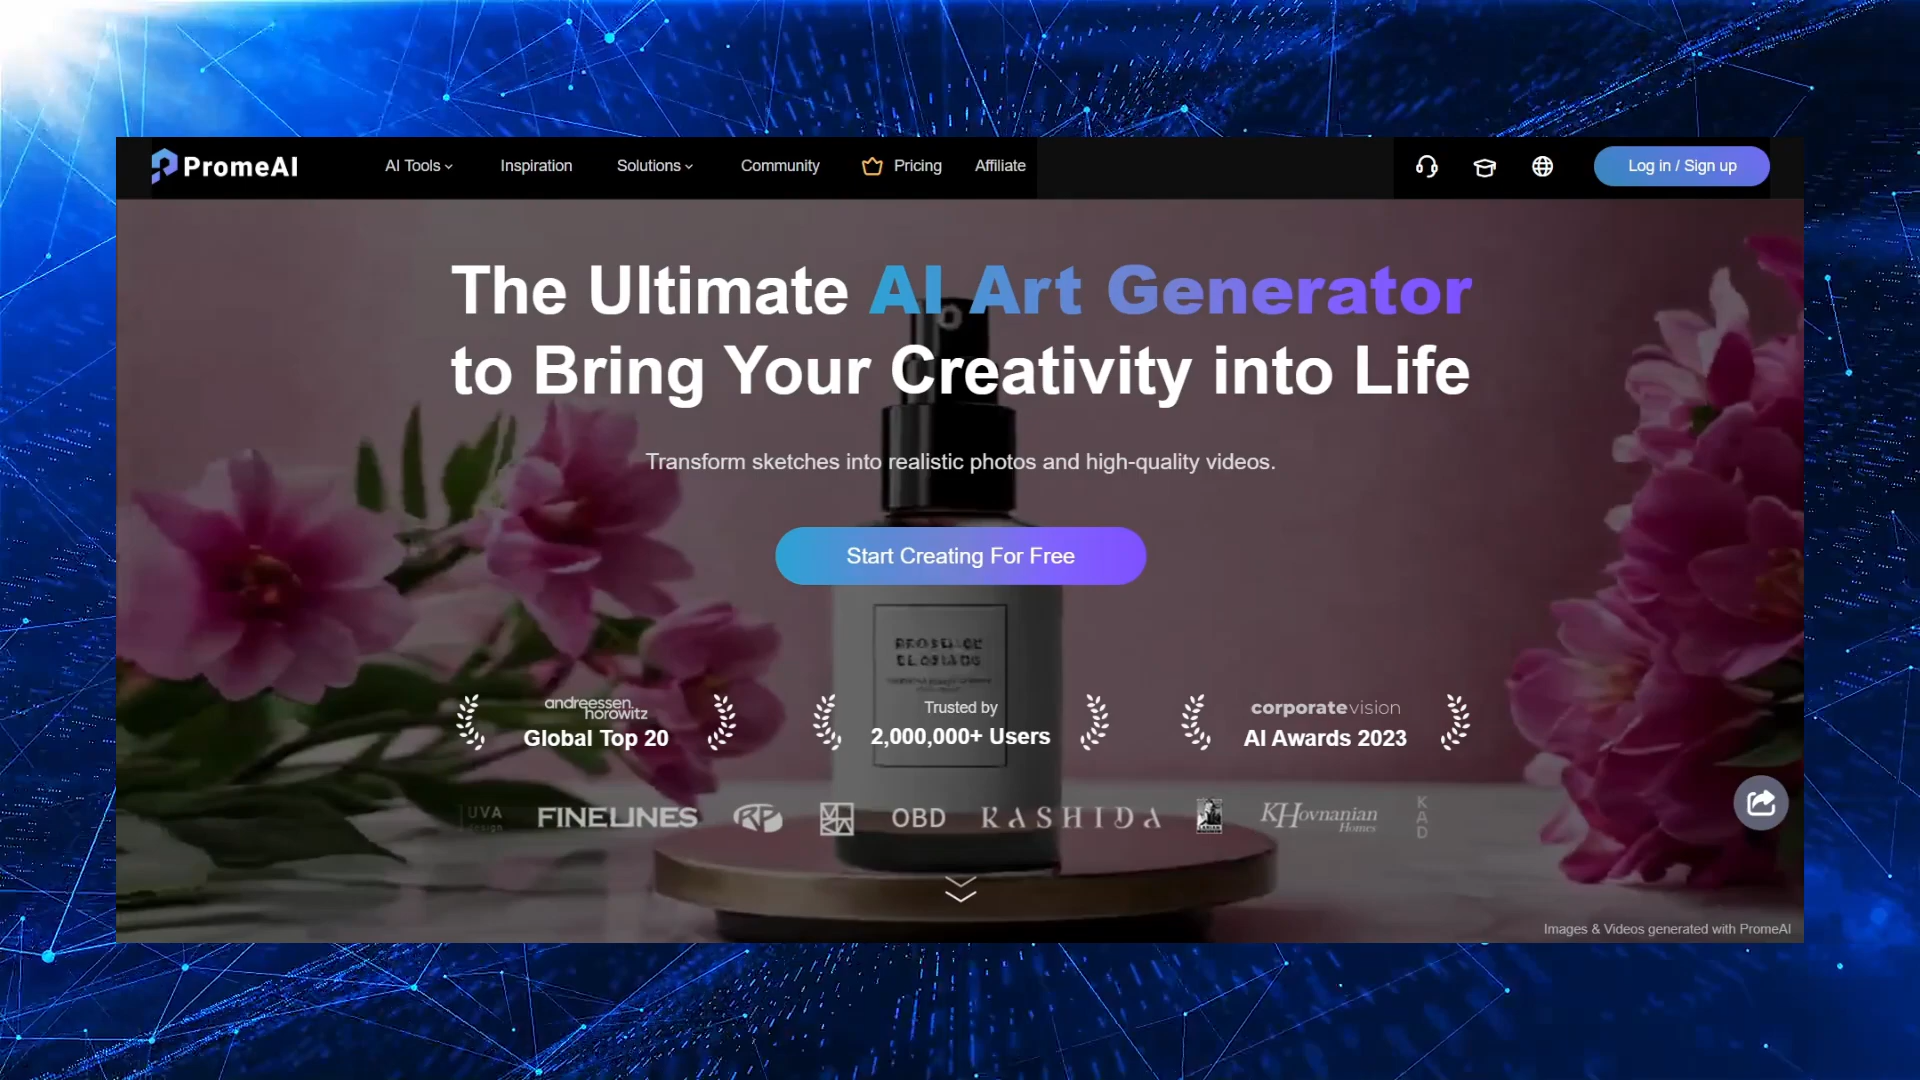 PromeAI
AI Tools
Inspiration
Solutions
Community
Pricing
Affiliate
Log in / Sign up
The Ultimate AI Art Generator
to Bring Your Creativity into Life
Transform sketches into realistic photos and high-quality videos.
Start Creating For Free
andreessen.
horowitz
Global Top 20
Trusted by
2,000,000+ Users
corporatevision
AI Awards 2023
UVA
design
FINELINES
RP
OBD
KASHIDA
KHovnanian
Homes
KAD
Images & Videos generated with PromeAI